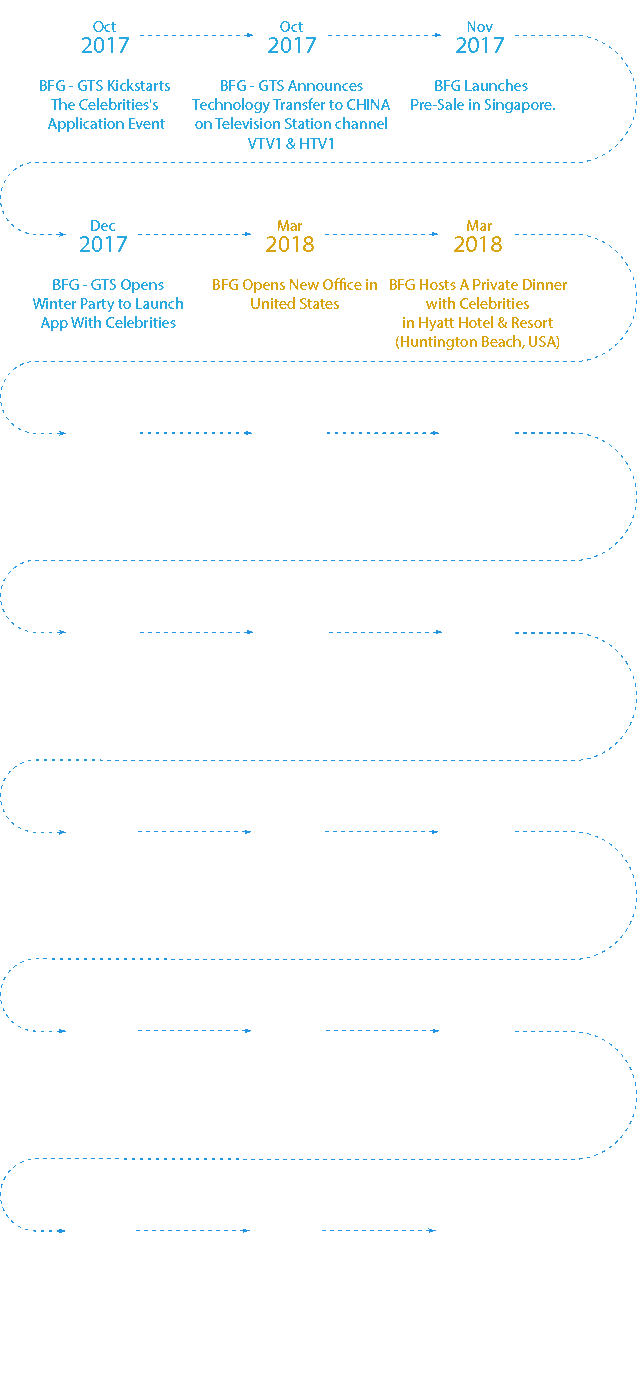 Oct
2017
BFG - GTS Kickstarts
The Celebrities's
Application Event
Oct
2017
BFG - GTS Announces
Technology Transfer to CHINA
on Television Station channel
VTV1 & HTV1
Nov
2017
BFG Launches
Pre-Sale in Singapore.
Dec
2017
BFG - GTS Opens
Winter Party to Launch
App With Celebrities
Mar
2018
BFG Opens New Office in
United States
Mar
2018
BFG Hosts A Private Dinner
with Celebrities
in Hyatt Hotel & Resort
(Huntington Beach, USA)